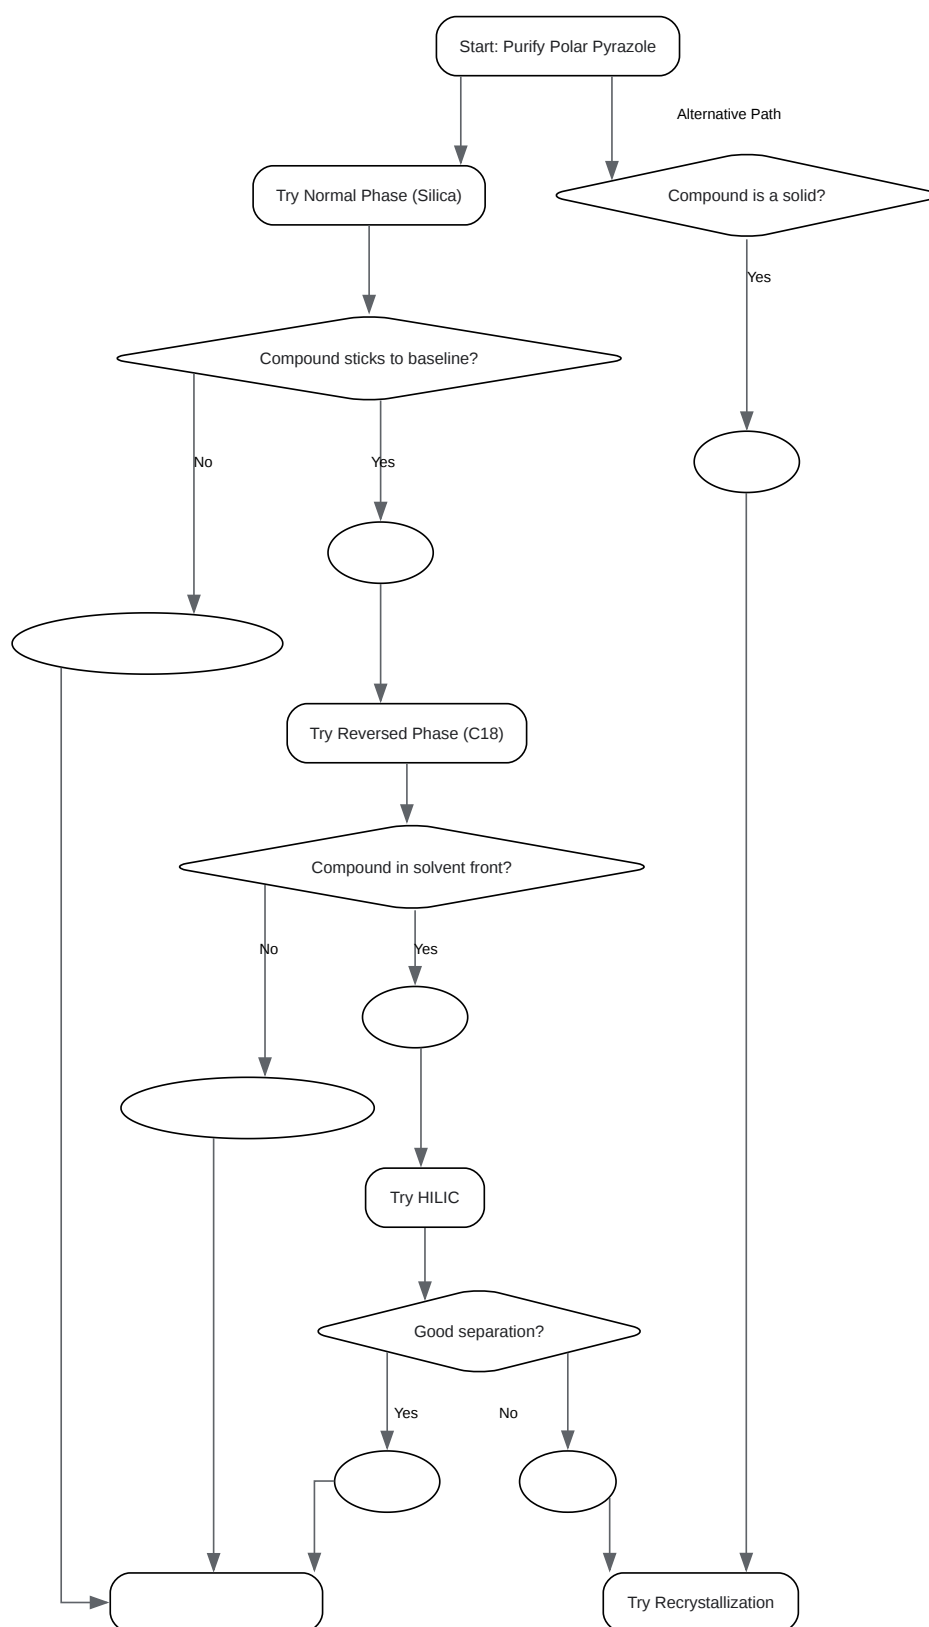 Start: Purify Polar Pyrazole
Alternative Path
Try Normal Phase (Silica)
Compound is a solid?
Yes
Compound sticks to baseline?
No
Yes
Try Reversed Phase (C18)
Compound in solvent front?
No
Yes
Try HILIC
Good separation?
Yes
No
Try Recrystallization